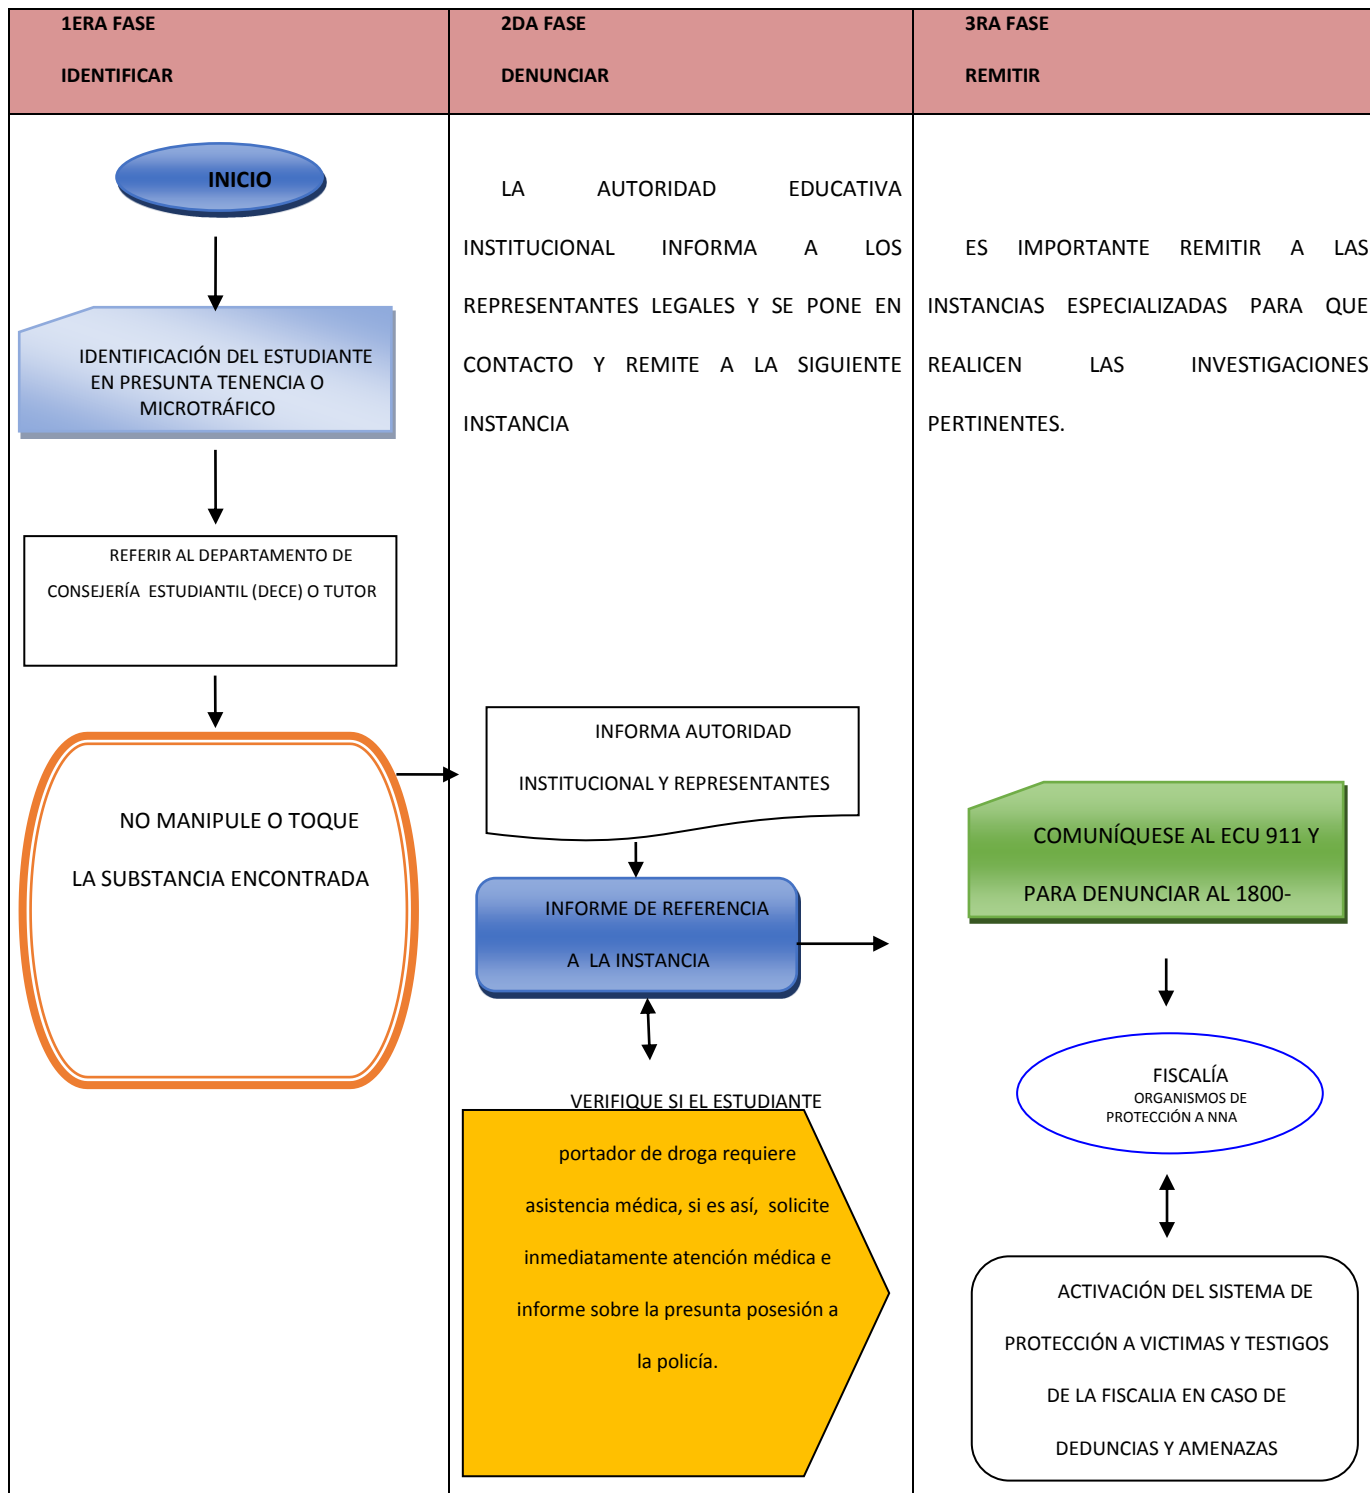 1ERA FASE
IDENTIFICAR
2DA FASE
DENUNCIAR
3RA FASE
REMITIR
INICIO
IDENTIFICACIÓN DEL ESTUDIANTE
EN PRESUNTA TENENCIA O
MICROTRÁFICO
REFERIR AL DEPARTAMENTO DE
CONSEJERÍA ESTUDIANTIL (DECE) O TUTOR
NO MANIPULE O TOQUE
LA SUBSTANCIA ENCONTRADA
LA AUTORIDAD EDUCATIVA
INSTITUCIONAL INFORMA A LOS
REPRESENTANTES LEGALES Y SE PONE EN
CONTACTO Y REMITE A LA SIGUIENTE
INSTANCIA
INFORMA AUTORIDAD
INSTITUCIONAL Y REPRESENTANTES
INFORME DE REFERENCIA
A LA INSTANCIA
VERIFIQUE SI EL ESTUDIANTE
portador de droga requiere
asistencia médica, si es así, solicite
inmediatamente atención médica e
informe sobre la presunta posesión a
la policía.
ES IMPORTANTE REMITIR A LAS
INSTANCIAS ESPECIALIZADAS PARA QUE
REALICEN LAS INVESTIGACIONES
PERTINENTES.
COMUNÍQUESE AL ECU 911 Y
PARA DENUNCIAR AL 1800-
FISCALÍA
ORGANISMOS DE
PROTECCIÓN A NNA
ACTIVACIÓN DEL SISTEMA DE
PROTECCIÓN A VICTIMAS Y TESTIGOS
DE LA FISCALIA EN CASO DE
DEDUNCIAS Y AMENAZAS